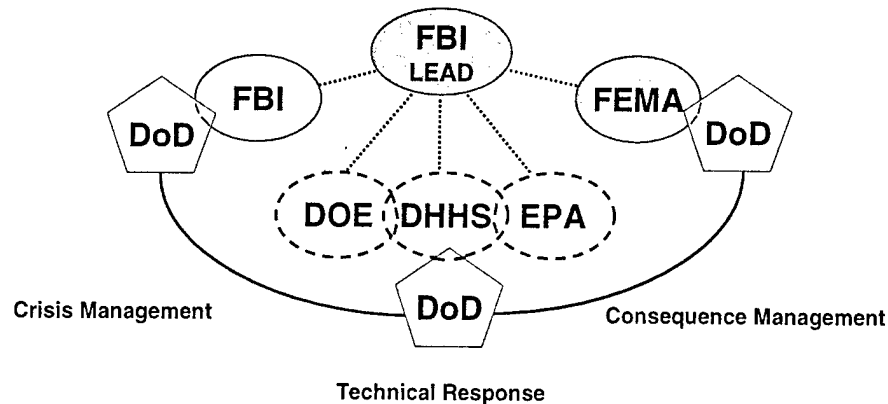 FBI
LEAD
FBI
FEMA
DoD
DoD
DOE
DHHS
EPA
DoD
Crisis Management
Consequence Management
Technical Response